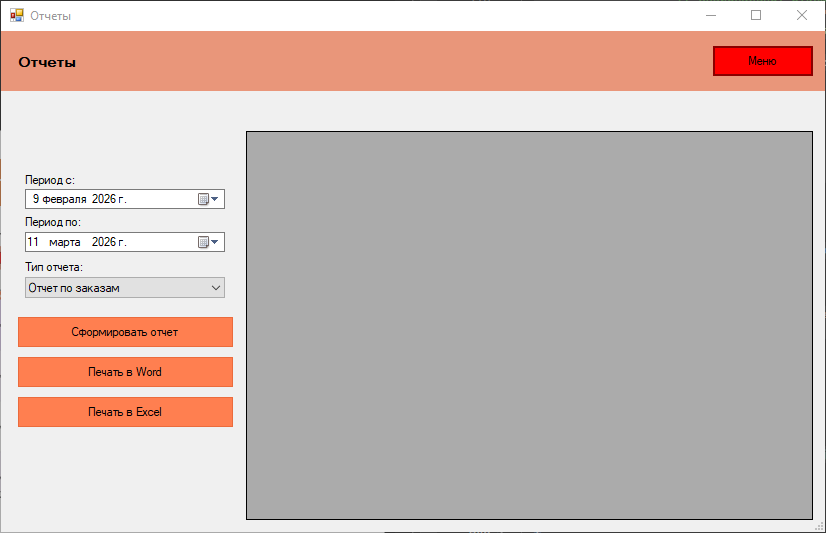 Отчеты
Отчеты
Меню
Период с:
9 февраля 2026 г.
Период по:
11 марта 2026 г.
Тип отчета:
Отчет по заказам
Сформировать отчет
Печать в Word
Печать в Excel